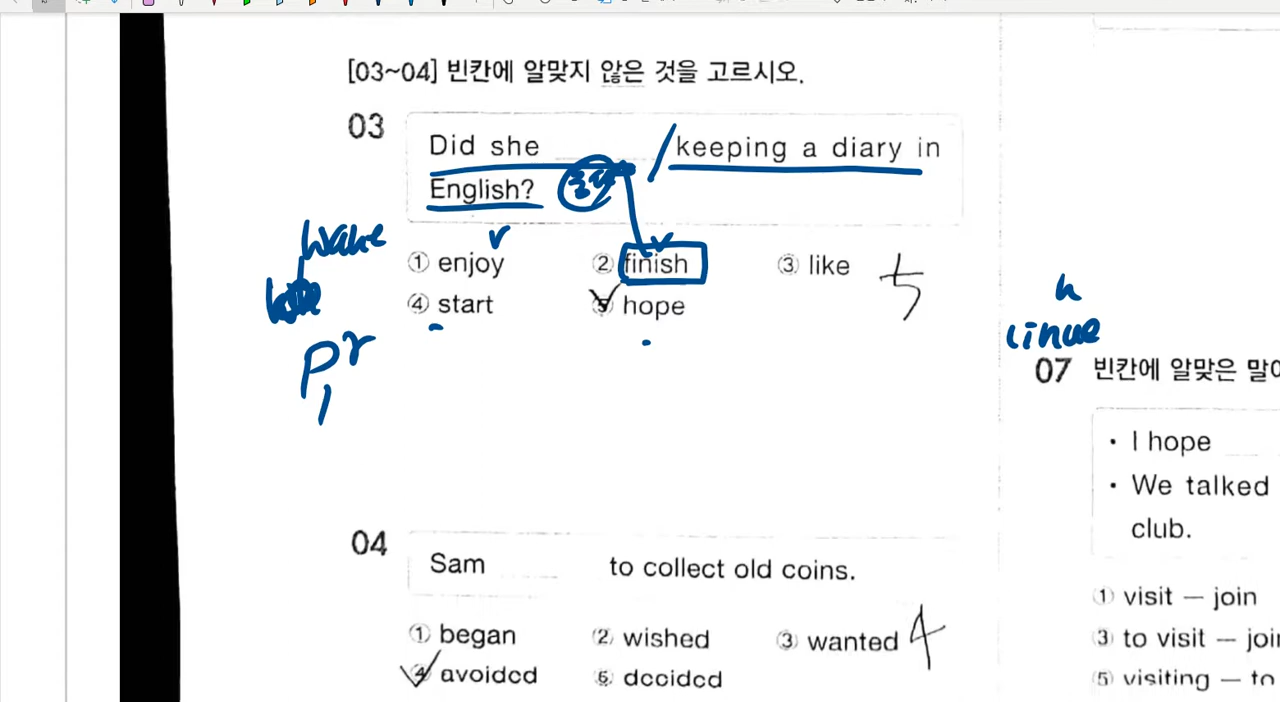 [03~04] 빈칸에 알맞지 않은 것을 고르시오.
03
Did she / keeping a diary in
English?
① enjoy ② finish ③ like
④ start ⑤ hope
5
04
Sam to collect old coins.
① began ② wished ③ wanted
④ avoidcd ⑤ dccidcd
4
07 빈칸에 알맞은 말이
• I hope
• We talked
club.
① visit — join
③ to visit — joi
⑤ visiting — to